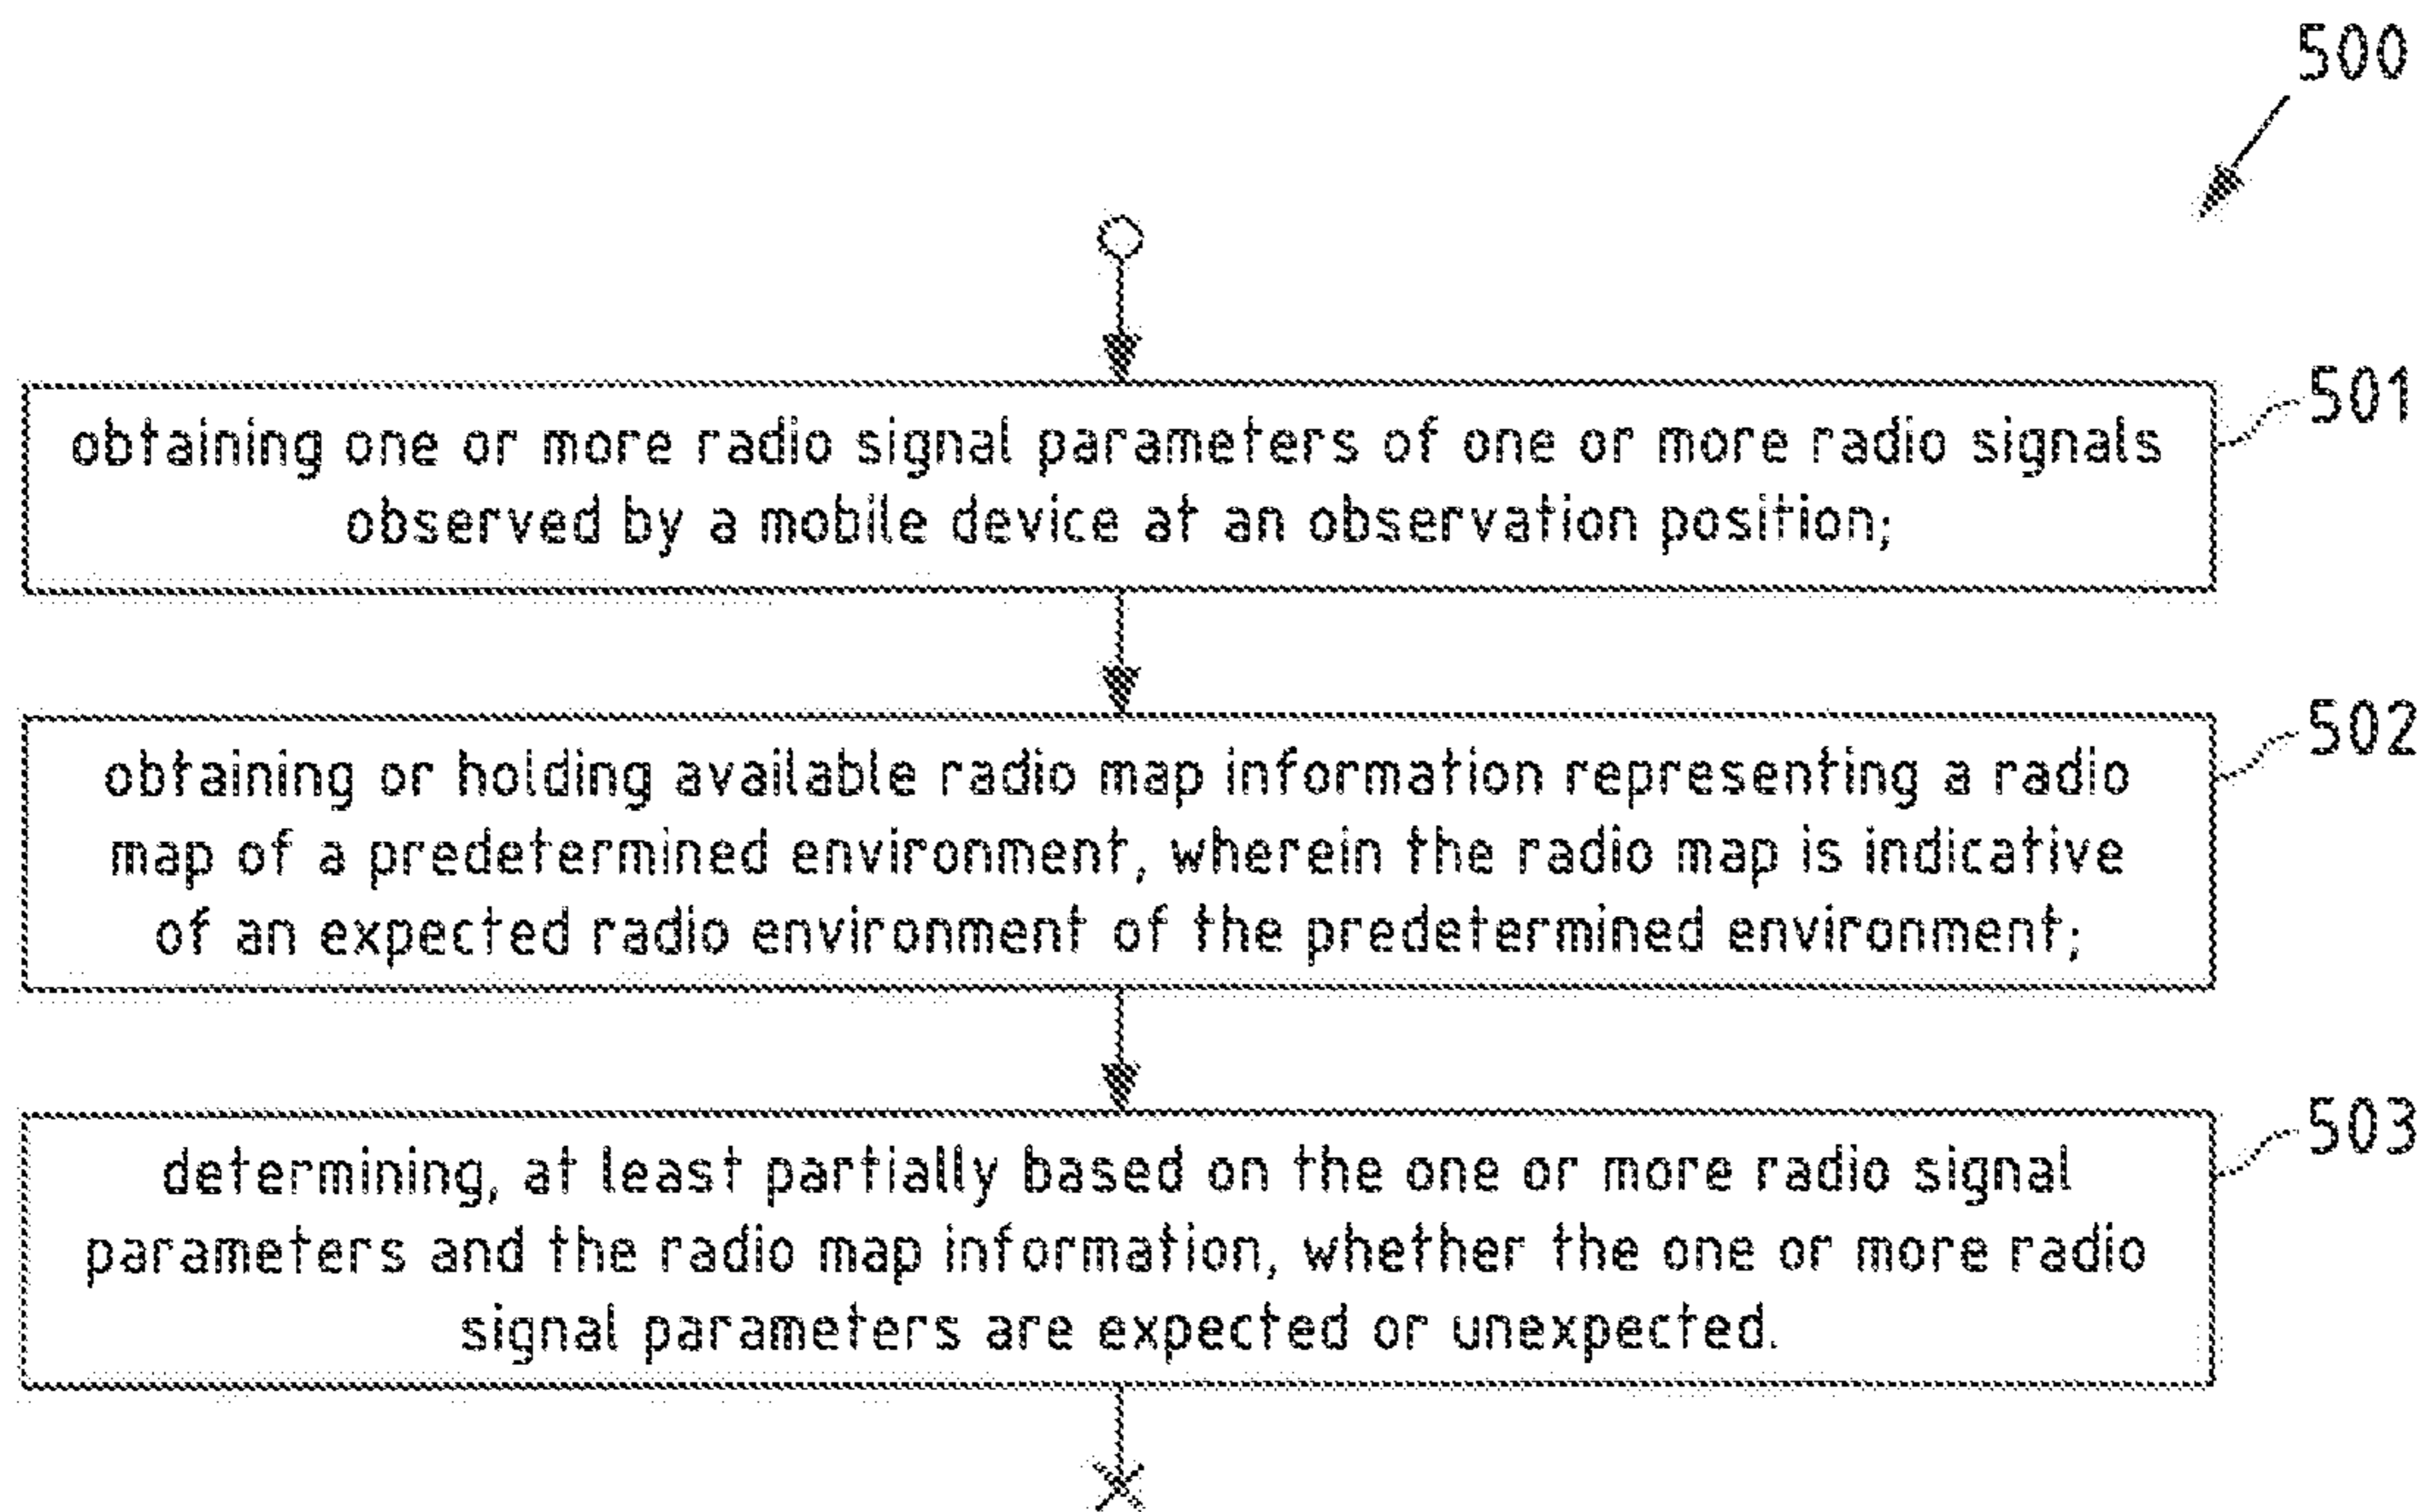 500
501
obtaining one or more radio signal parameters of one or more radio signals
observed by a mobile device at an observation position;
502
obtaining or holding available radio map information representing a radio
map of a predetermined environment, wherein the radio map is indicative
of an expected radio environment of the predetermined environment;
503
determining, at least partially based on the one or more radio signal
parameters and the radio map information, whether the one or more radio
signal parameters are expected or unexpected.